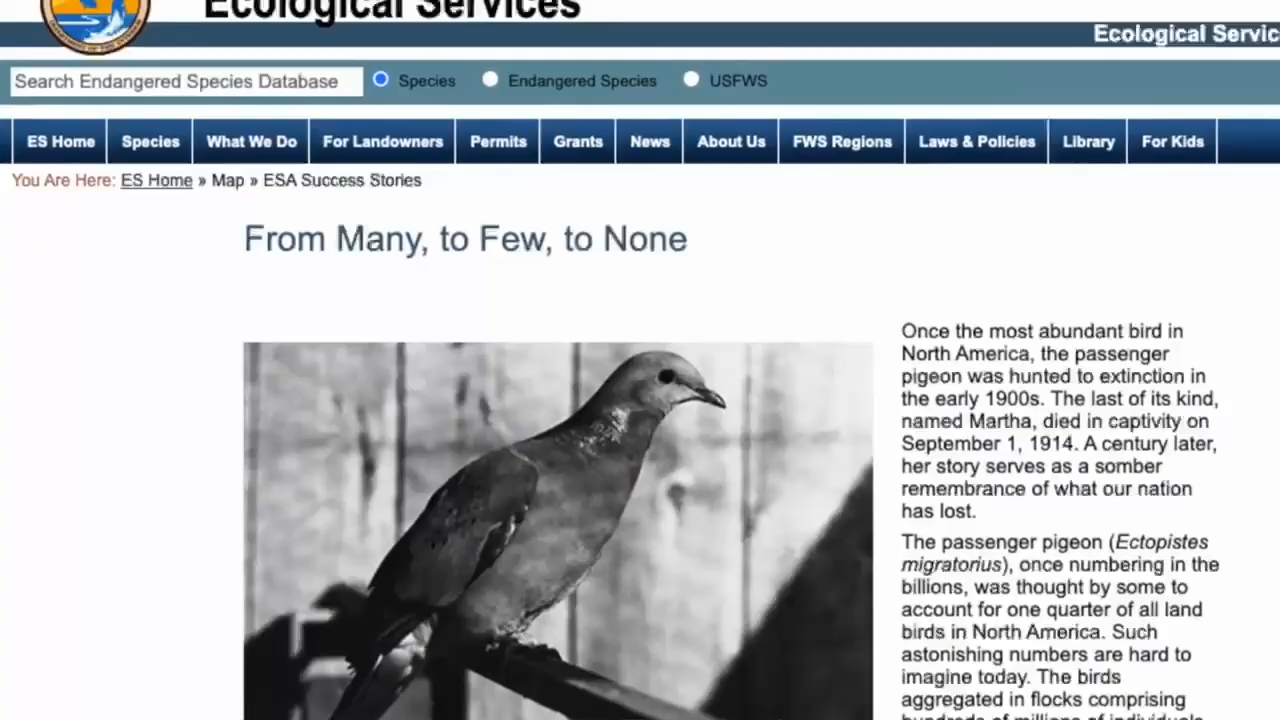 Ecological Services
Ecological Servic
Search Endangered Species Database
Species
Endangered Species
USFWS
ES Home
Species
What We Do
For Landowners
Permits
Grants
News
About Us
FWS Regions
Laws & Policies
Library
For Kids
You Are Here: ES Home » Map » ESA Success Stories
From Many, to Few, to None
Once the most abundant bird in
North America, the passenger
pigeon was hunted to extinction in
the early 1900s. The last of its kind,
named Martha, died in captivity on
September 1, 1914. A century later,
her story serves as a somber
remembrance of what our nation
has lost.
The passenger pigeon (Ectopistes
migratorius), once numbering in the
billions, was thought by some to
account for one quarter of all land
birds in North America. Such
astonishing numbers are hard to
imagine today. The birds
aggregated in flocks comprising
hundreds of millions of individuals